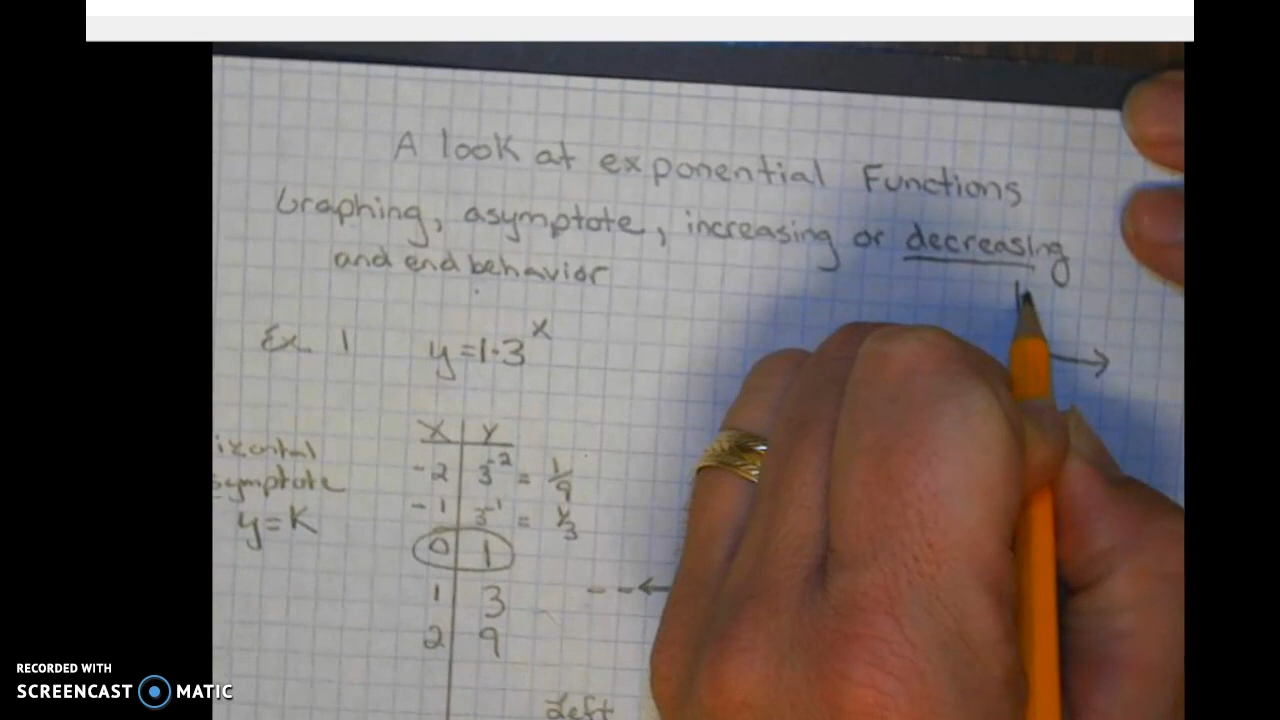 A look at exponential Functions
Graphing, asymptote, increasing or decreasing
and end behavior
Ex. 1 y=1·3^x
x | y
-2 | 3^-2 = 1/9
-1 | 3^-1 = 1/3
0 | 1
1 | 3
2 | 9
izontal
symptote
y=K
Left
RECORDED WITH
SCREENCAST MATIC